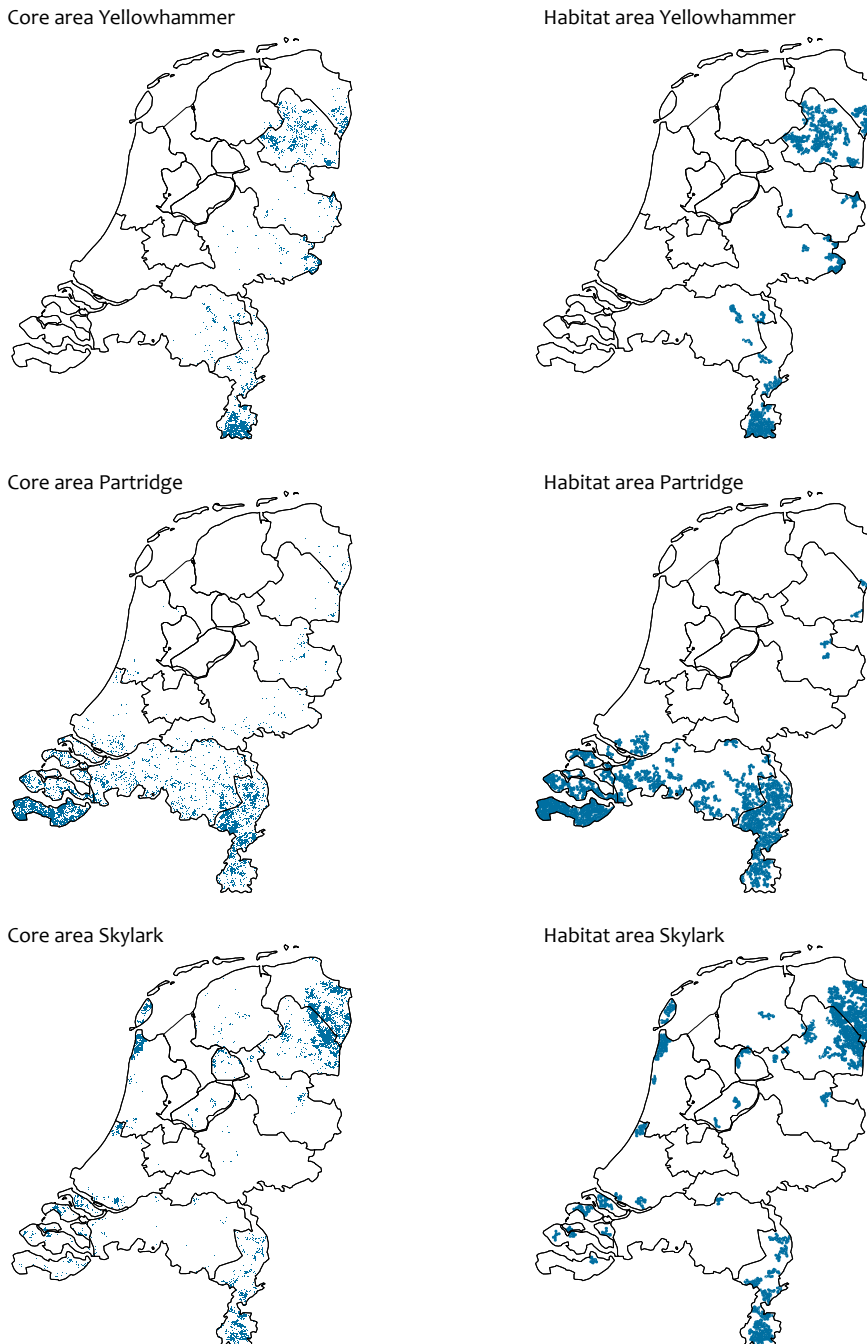 Core area Yellowhammer
Habitat area Yellowhammer
Core area Partridge
Habitat area Partridge
Core area Skylark
Habitat area Skylark